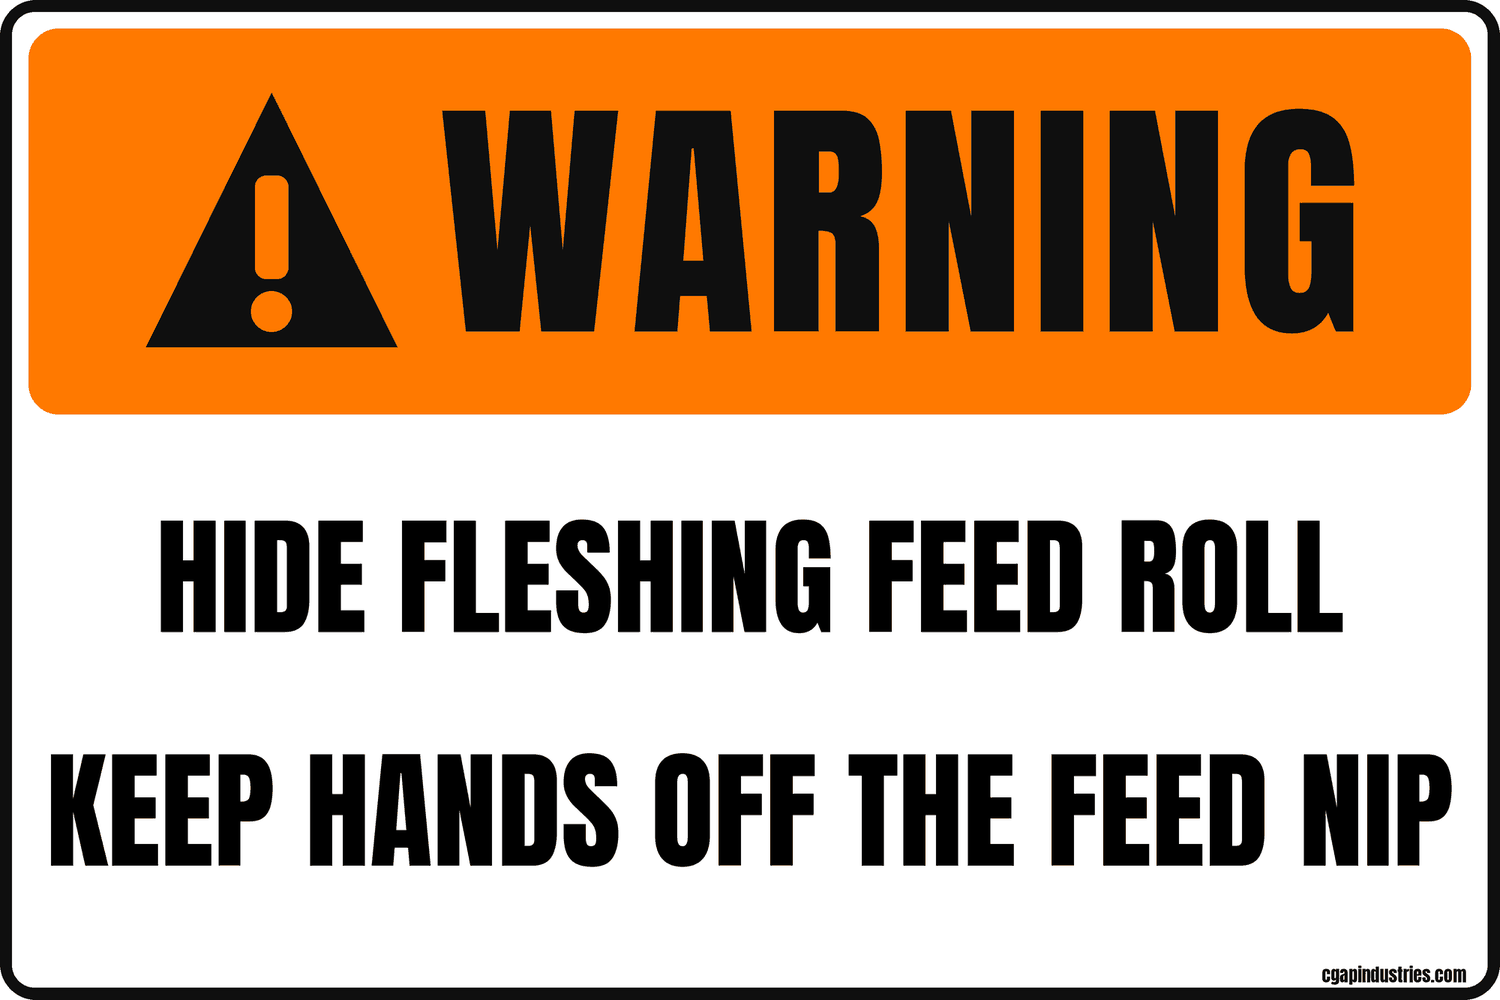 WARNING
HIDE FLESHING FEED ROLL
KEEP HANDS OFF THE FEED NIP
cgapindustries.com